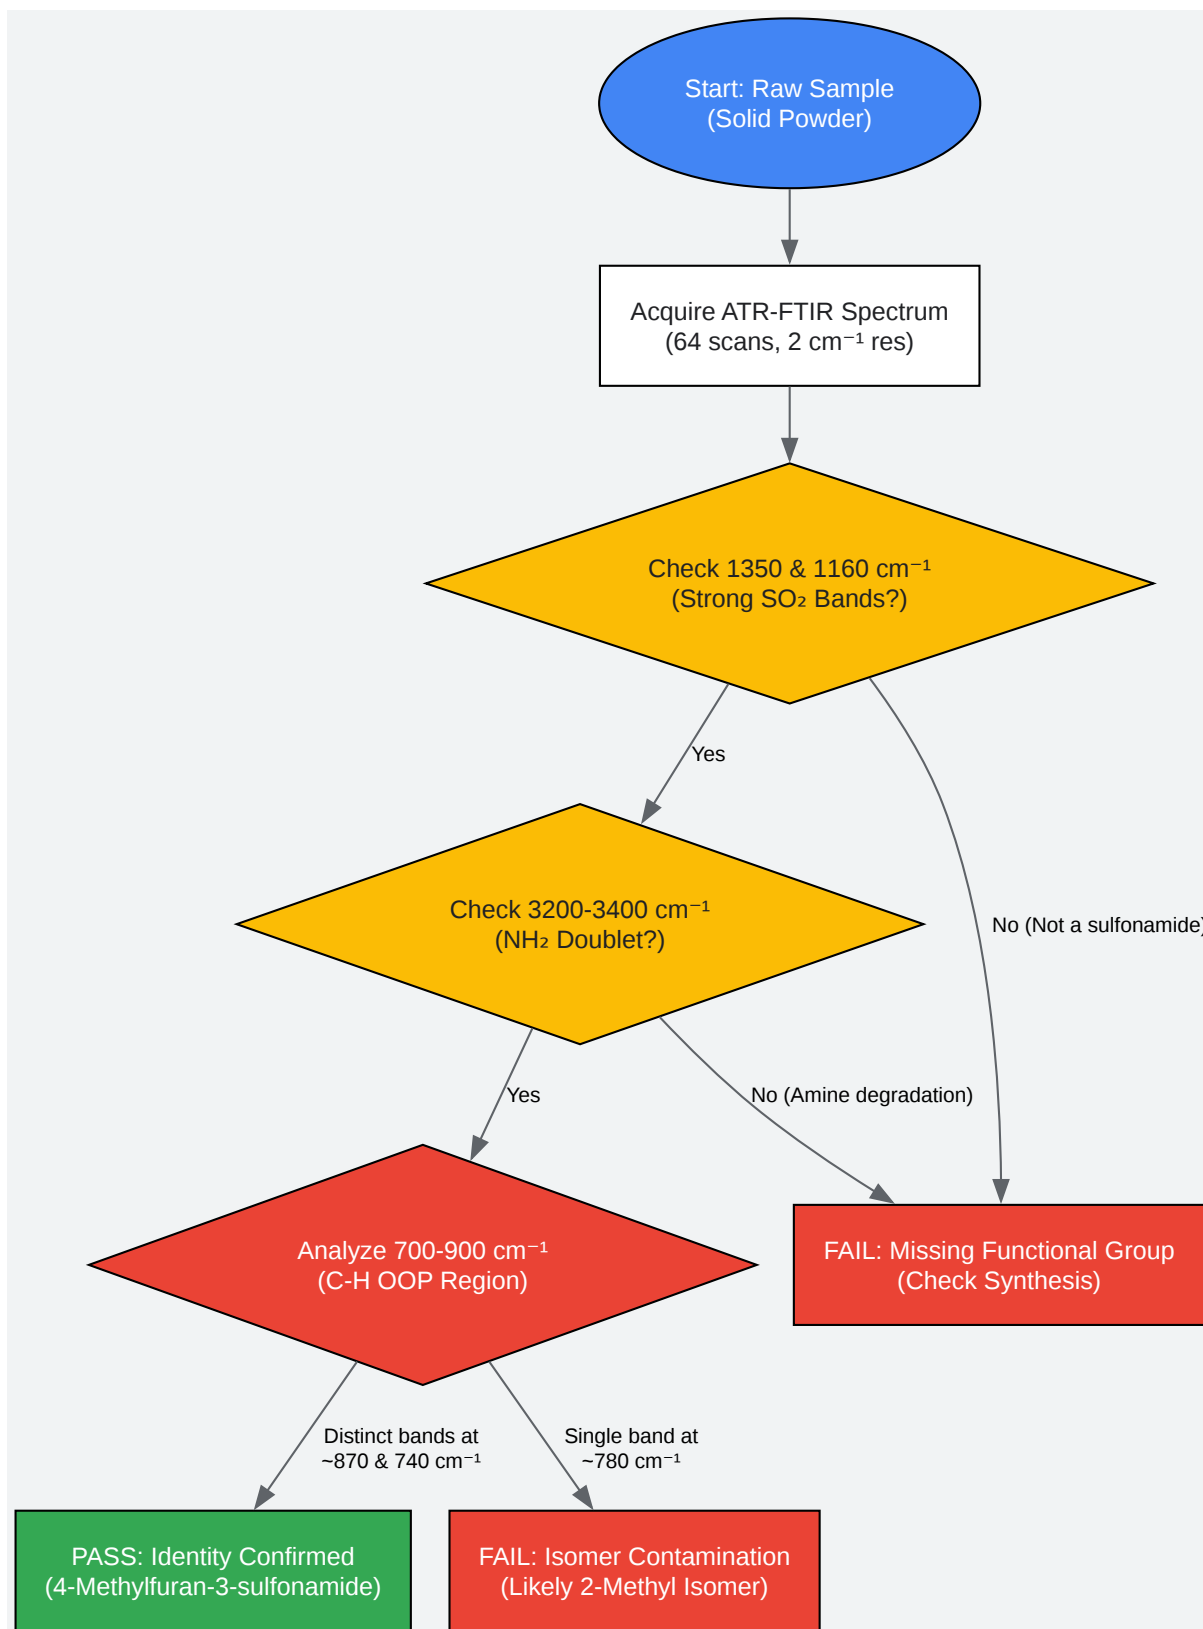 Start: Raw Sample
(Solid Powder)
Acquire ATR-FTIR Spectrum
(64 scans, 2 cm⁻¹ res)
Check 1350 & 1160 cm⁻¹
(Strong SO₂ Bands?)
Yes
Check 3200-3400 cm⁻¹
(NH₂ Doublet?)
No (Not a sulfonamide)
Yes
No (Amine degradation)
Analyze 700-900 cm⁻¹
(C-H OOP Region)
FAIL: Missing Functional Group
(Check Synthesis)
Distinct bands at
~870 & 740 cm⁻¹
Single band at
~780 cm⁻¹
PASS: Identity Confirmed
(4-Methylfuran-3-sulfonamide)
FAIL: Isomer Contamination
(Likely 2-Methyl Isomer)